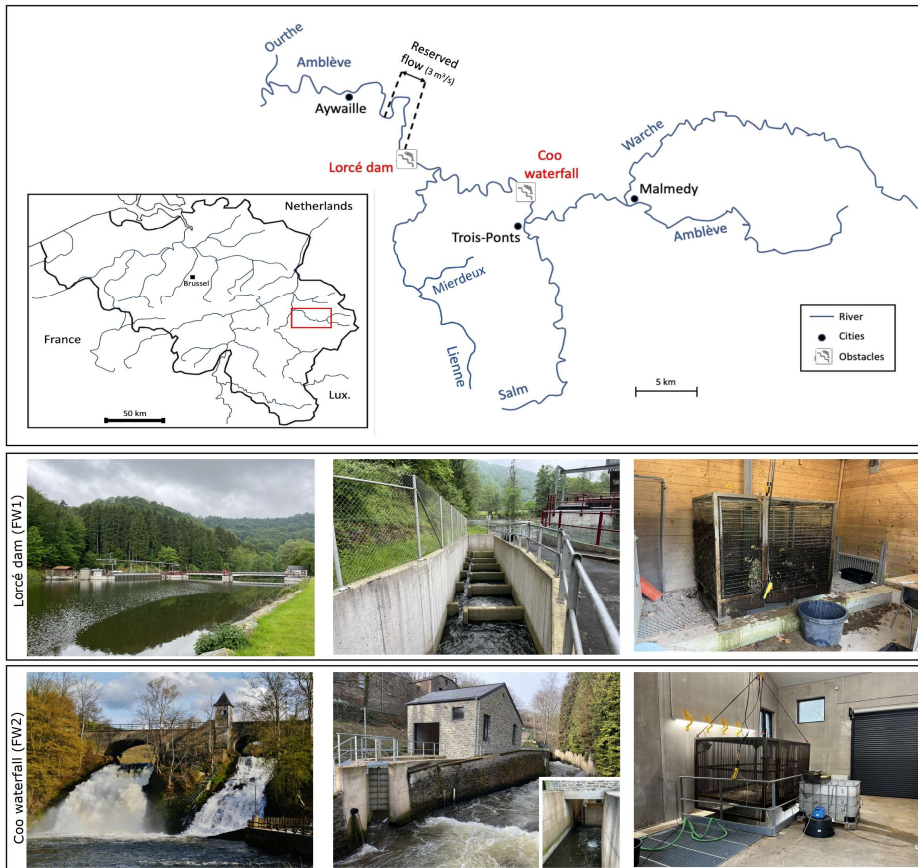 Ourthe
Amblève
Reserved
flow (3 m³/s)
Aywaille
Lorcé dam
Coo
waterfall
Warche
Malmedy
Amblève
Trois-Ponts
Mierdeux
Lienne
Salm
Netherlands
Brussel
France
Lux.
50 km
River
Cities
Obstacles
5 km
Lorcé dam (FW1)
Coo waterfall (FW2)